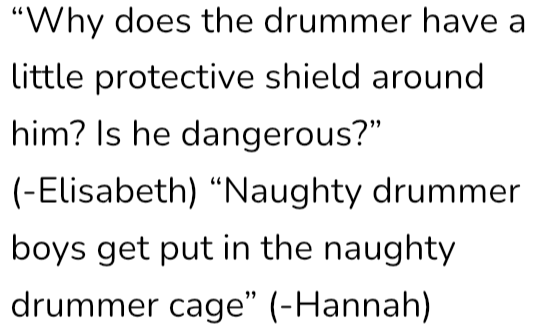 “Why does the drummer have a
little protective shield around
him? Is he dangerous?”
(-Elisabeth) “Naughty drummer
boys get put in the naughty
drummer cage” (-Hannah)